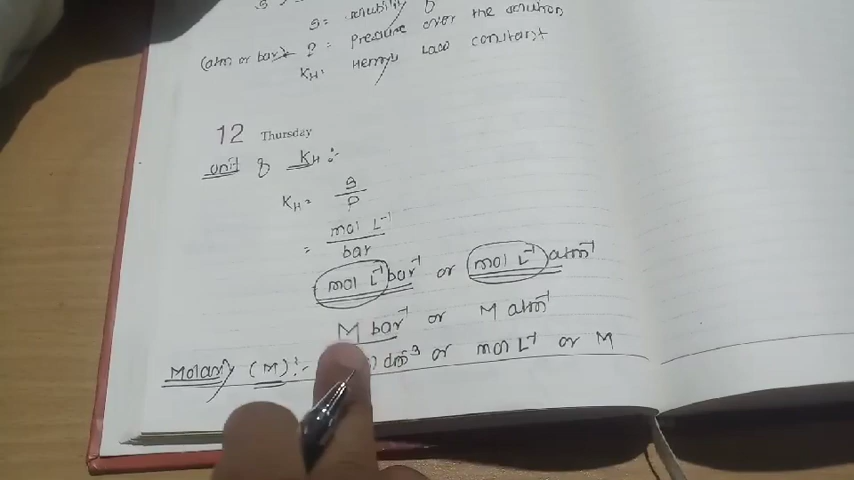 S = solubility
(atm or bar) ← P = Pressure over the solution
KH: Henry's Law constant
12 Thursday
unit of KH :-
KH = S/P
= mol L⁻¹/bar
mol L⁻¹ bar⁻¹ or mol L⁻¹ atm⁻¹
M bar⁻¹ or M atm⁻¹
Molarity (M) :- dm³ or mol L⁻¹ or M